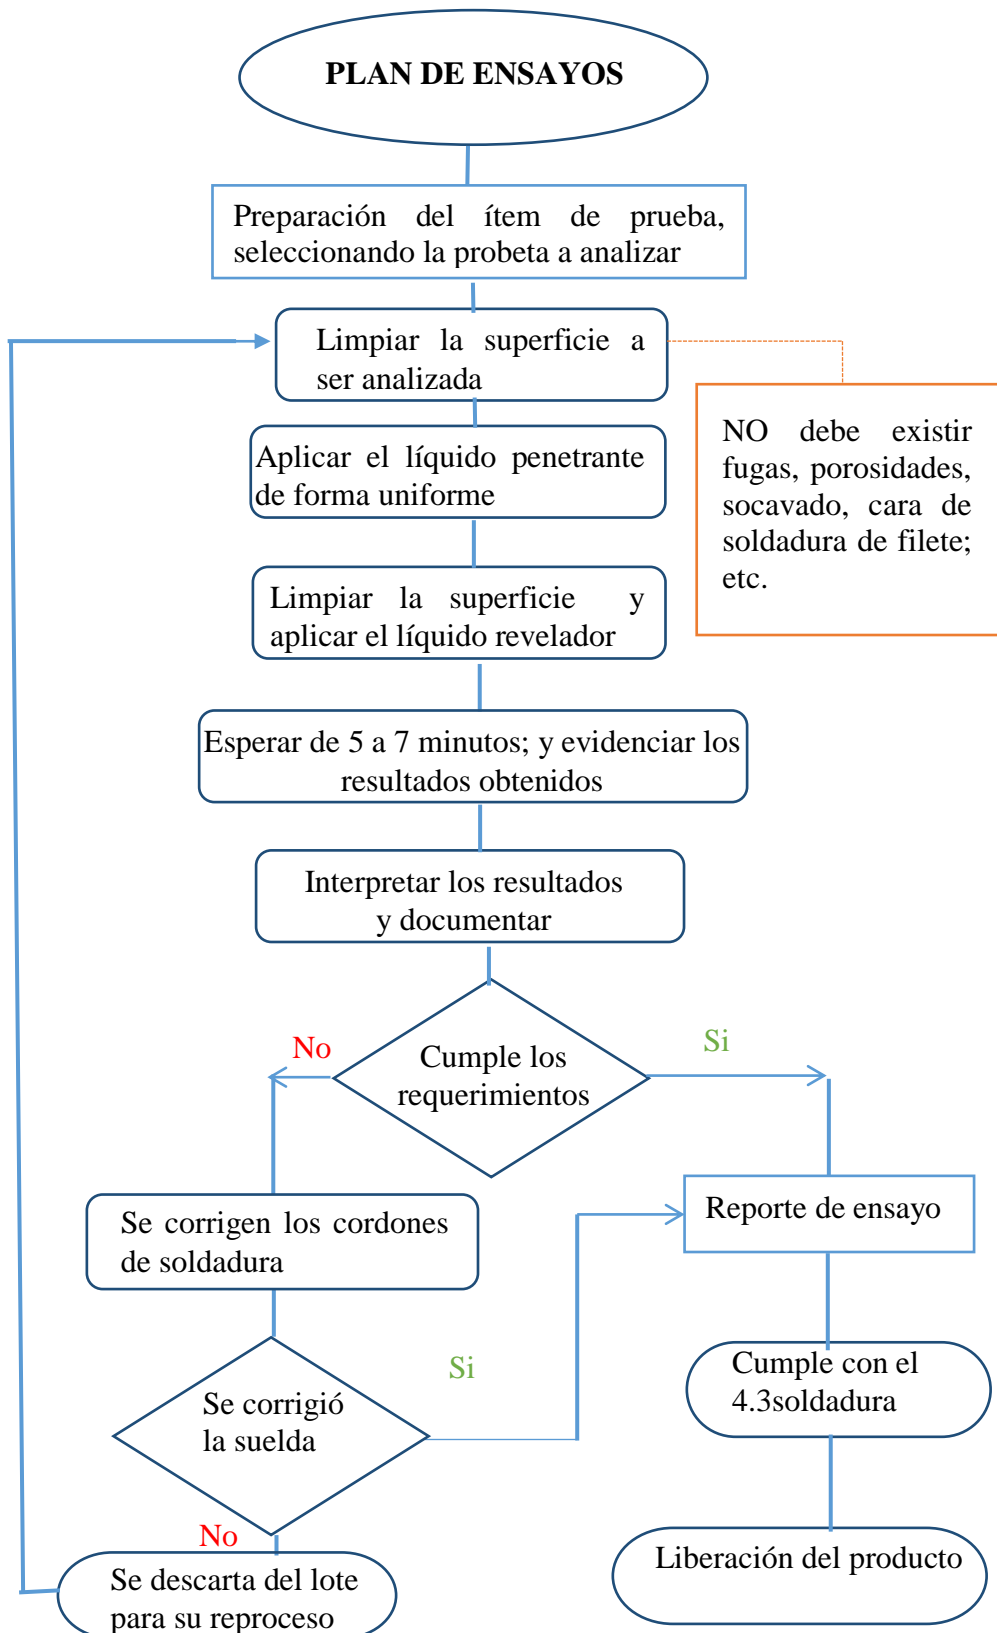 PLAN DE ENSAYOS
Preparación del ítem de prueba,
seleccionando la probeta a analizar
Limpiar la superficie a
ser analizada
NO debe existir
fugas, porosidades,
socavado, cara de
soldadura de filete;
etc.
Aplicar el líquido penetrante
de forma uniforme
Limpiar la superficie y
aplicar el líquido revelador
Esperar de 5 a 7 minutos; y evidenciar los
resultados obtenidos
Interpretar los resultados
y documentar
Cumple los
requerimientos
No
Si
Se corrigen los cordones
de soldadura
Reporte de ensayo
Se corrigió
la suelda
Si
No
Cumple con el
4.3soldadura
Se descarta del lote
para su reproceso
Liberación del producto